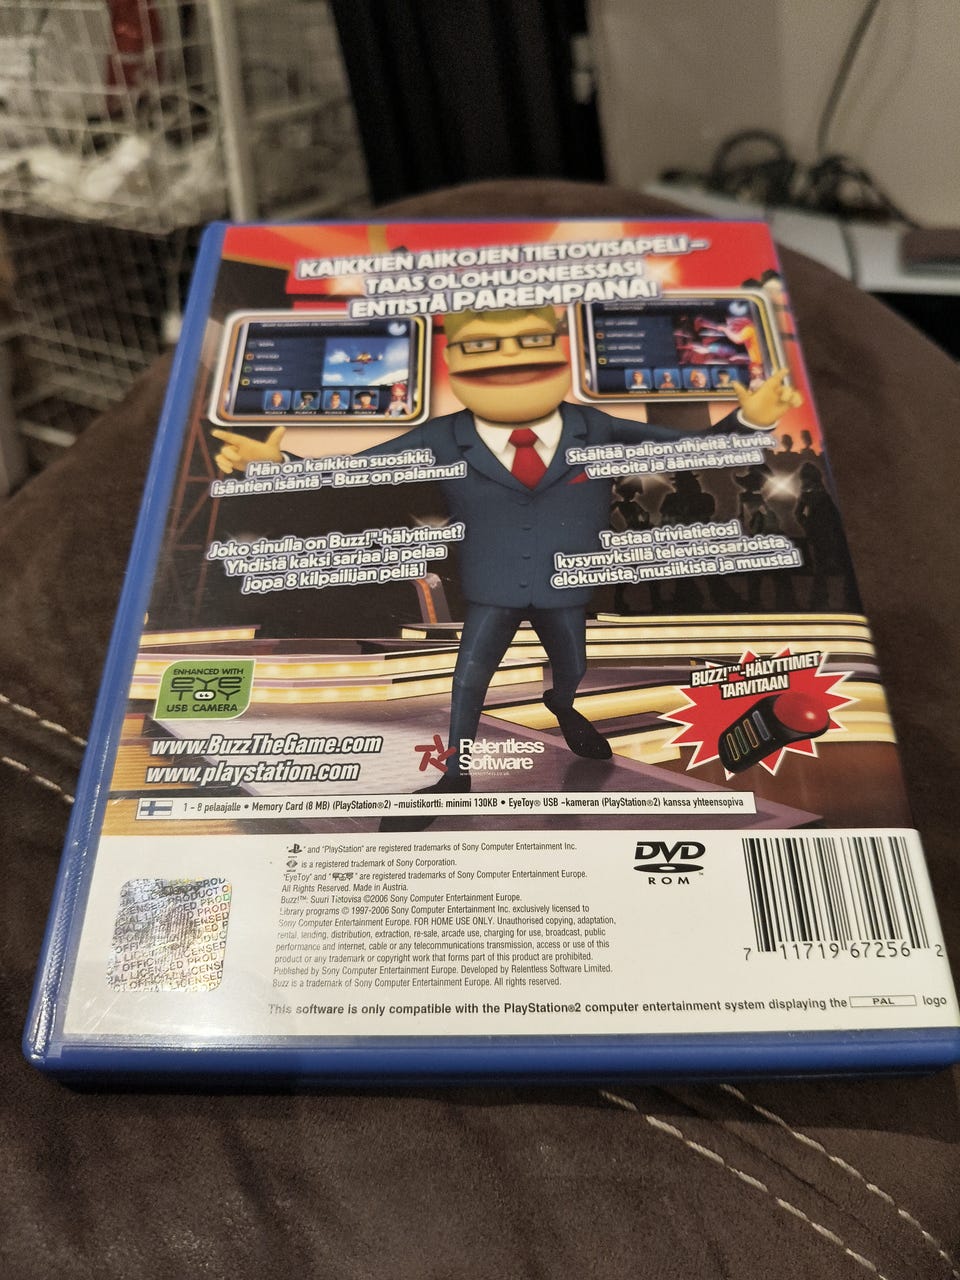 KAIKKIEN AIKOJEN TIETOVISAPELI –
TAAS OLOHUONEESSASI
ENTISTÄ PAREMPANA!
Hän on kaikkien suosikki,
isäntien isäntä – Buzz on palannut!
Sisältää paljon vihjeitä: kuvia,
videoita ja ääninäytteitä
Joko sinulla on Buzz!™-hälyttimet?
Yhdistä kaksi sarjaa ja pelaa
jopa 8 kilpailijan peliä!
Testaa triviatietosi
kysymyksillä televisiosarjoista,
elokuvista, musiikista ja muusta!
ENHANCED WITH
EYE
TOY
USB CAMERA
BUZZ!™-HÄLYTTIMET
TARVITAAN
www.BuzzTheGame.com
www.playstation.com
Relentless
Software
1 - 8 pelaajalle • Memory Card (8 MB) (PlayStation®2) -muistikortti: minimi 130KB • EyeToy® USB -kameran (PlayStation®2) kanssa yhteensopiva
" and "PlayStation" are registered trademarks of Sony Computer Entertainment Inc.
is a registered trademark of Sony Corporation.
"EyeToy" and " " are registered trademarks of Sony Computer Entertainment Europe.
All Rights Reserved. Made in Austria.
Buzz!™: Suuri Tietovisa ©2006 Sony Computer Entertainment Europe.
Library programs © 1997-2006 Sony Computer Entertainment Inc. exclusively licensed to
Sony Computer Entertainment Europe. FOR HOME USE ONLY. Unauthorised copying, adaptation,
rental, lending, distribution, extraction, re-sale, arcade use, charging for use, broadcast, public
performance and internet, cable or any telecommunications transmission, access or use of this
product or any trademark or copyright work that forms part of this product are prohibited.
Published by Sony Computer Entertainment Europe. Developed by Relentless Software Limited.
Buzz is a trademark of Sony Computer Entertainment Europe. All rights reserved.
DVD™
ROM
7 11719 67256 2
This software is only compatible with the PlayStation®2 computer entertainment system displaying the PAL logo